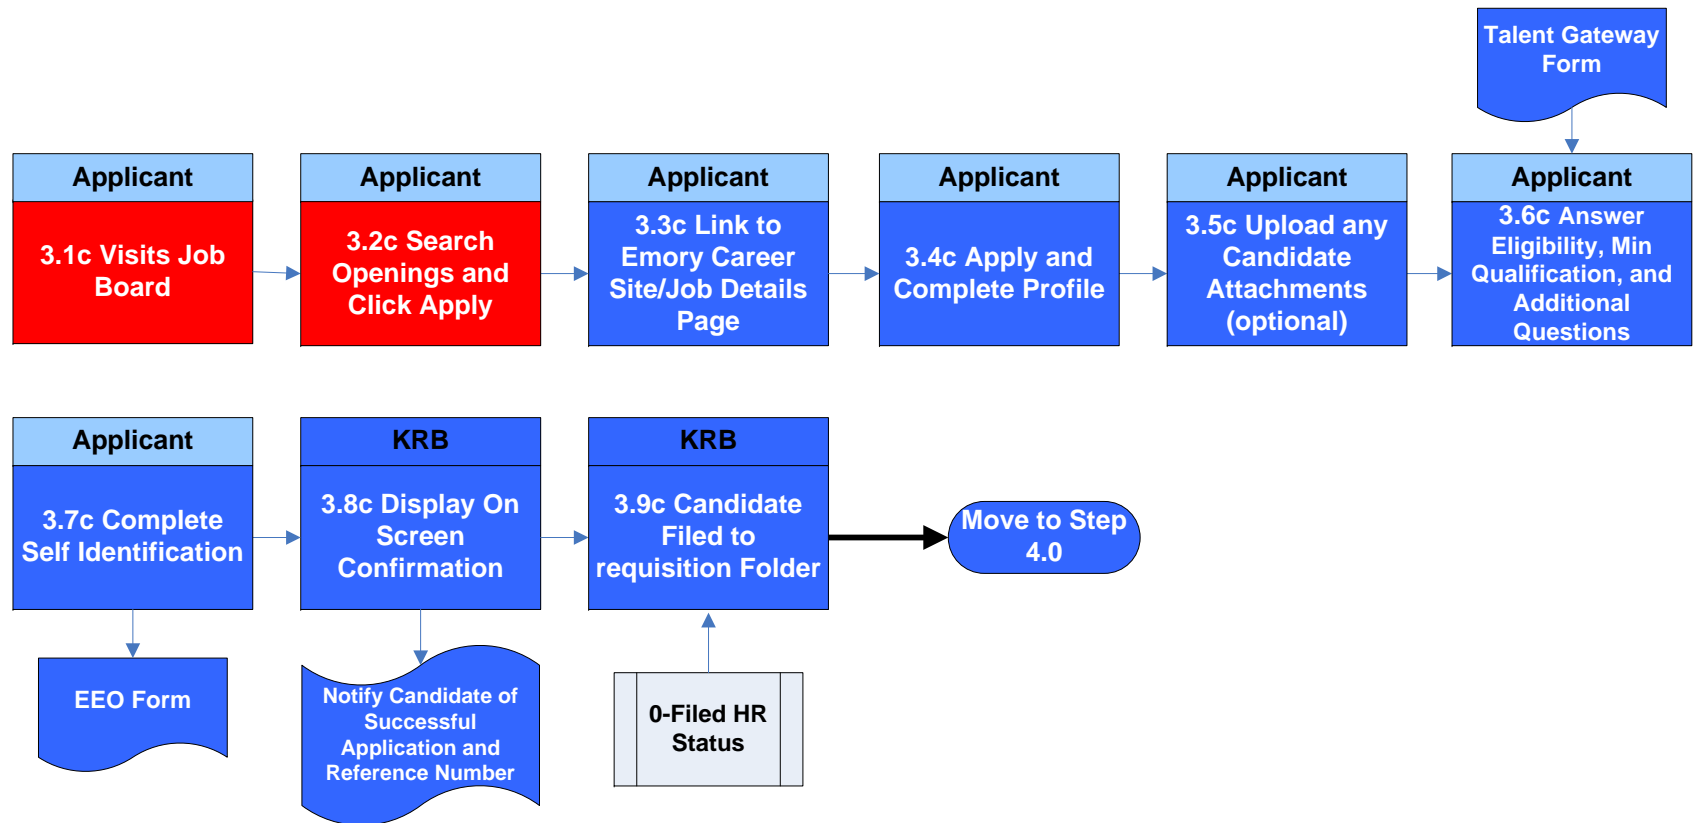 Talent Gateway
Form
Applicant
3.1c Visits Job
Board
Applicant
3.2c Search
Openings and
Click Apply
Applicant
3.3c Link to
Emory Career
Site/Job Details
Page
Applicant
3.4c Apply and
Complete Profile
Applicant
3.5c Upload any
Candidate
Attachments
(optional)
Applicant
3.6c Answer
Eligibility, Min
Qualification, and
Additional
Questions
Applicant
3.7c Complete
Self Identification
KRB
3.8c Display On
Screen
Confirmation
KRB
3.9c Candidate
Filed to
requisition Folder
Move to Step
4.0
EEO Form
Notify Candidate of
Successful
Application and
Reference Number
0-Filed HR
Status